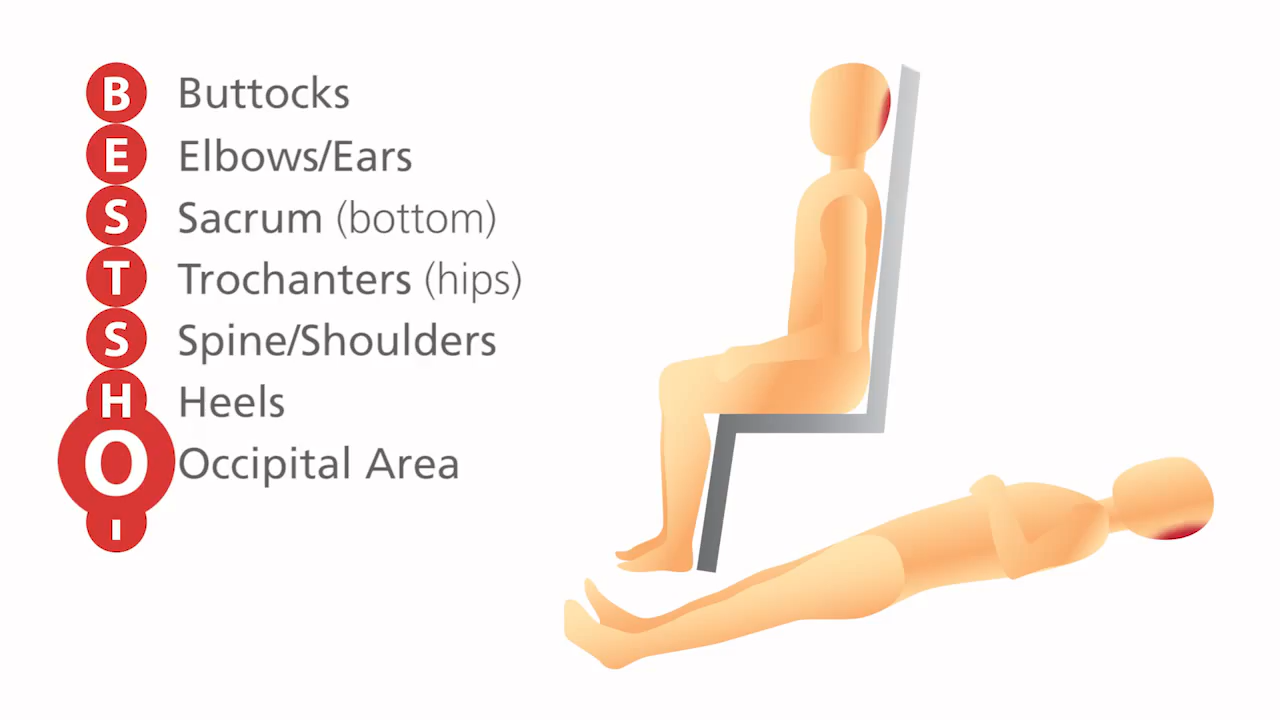 B Buttocks
E Elbows/Ears
S Sacrum (bottom)
T Trochanters (hips)
S Spine/Shoulders
H Heels
O Occipital Area
I